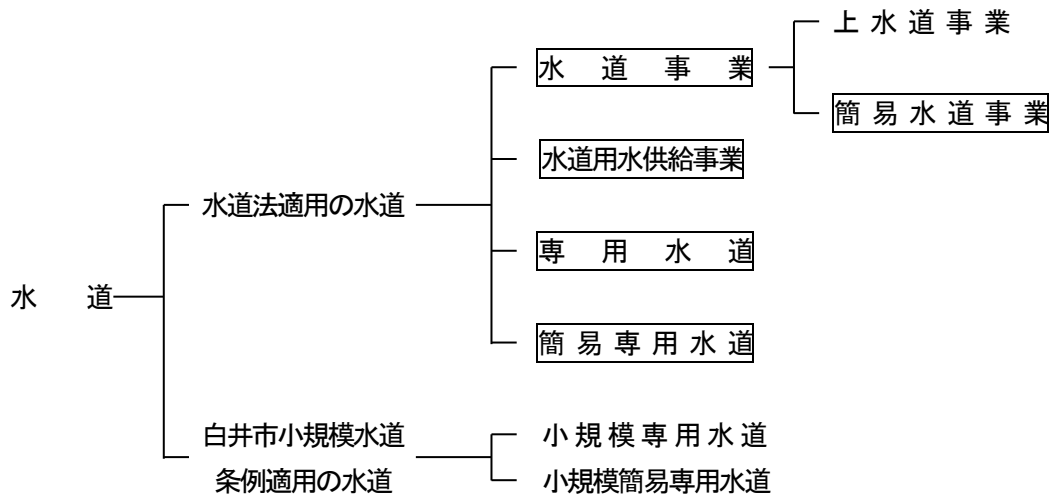 上水道事業
水道事業
簡易水道事業
水道用水供給事業
水道法適用の水道
専用水道
水道
簡易専用水道
白井市小規模水道
条例適用の水道
小規模専用水道
小規模簡易専用水道